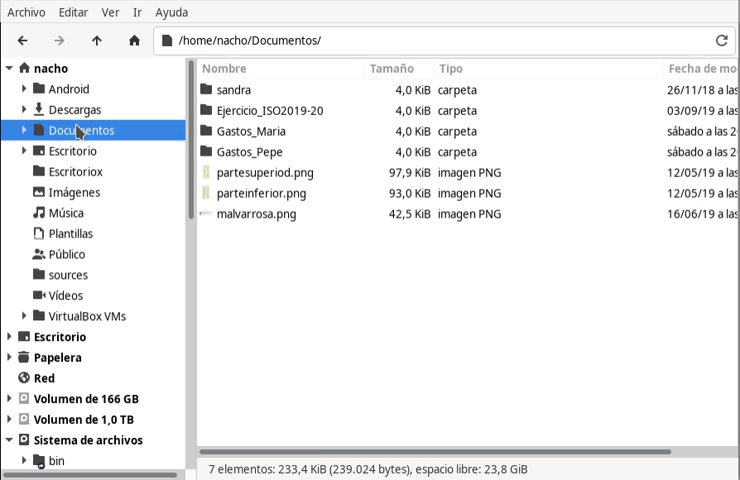 Archivo Editar Ver Ir Ayuda
/home/nacho/Documentos/
nacho
Android
Descargas
Documentos
Escritorio
Escritoriox
Imágenes
Música
Plantillas
Público
sources
Vídeos
VirtualBox VMs
Escritorio
Papelera
Red
Volumen de 166 GB
Volumen de 1,0 TB
Sistema de archivos
bin
Nombre Tamaño Tipo Fecha de mo
sandra 4,0 KiB carpeta 26/11/18 a las
Ejercicio_ISO2019-20 4,0 KiB carpeta 03/09/19 a las
Gastos_Maria 4,0 KiB carpeta sábado a las 2
Gastos_Pepe 4,0 KiB carpeta sábado a las 2
partesuperiod.png 97,9 KiB imagen PNG 12/05/19 a las
parteinferior.png 93,0 KiB imagen PNG 12/05/19 a las
malvarrosa.png 42,5 KiB imagen PNG 16/06/19 a las
7 elementos: 233,4 KiB (239.024 bytes), espacio libre: 23,8 GiB